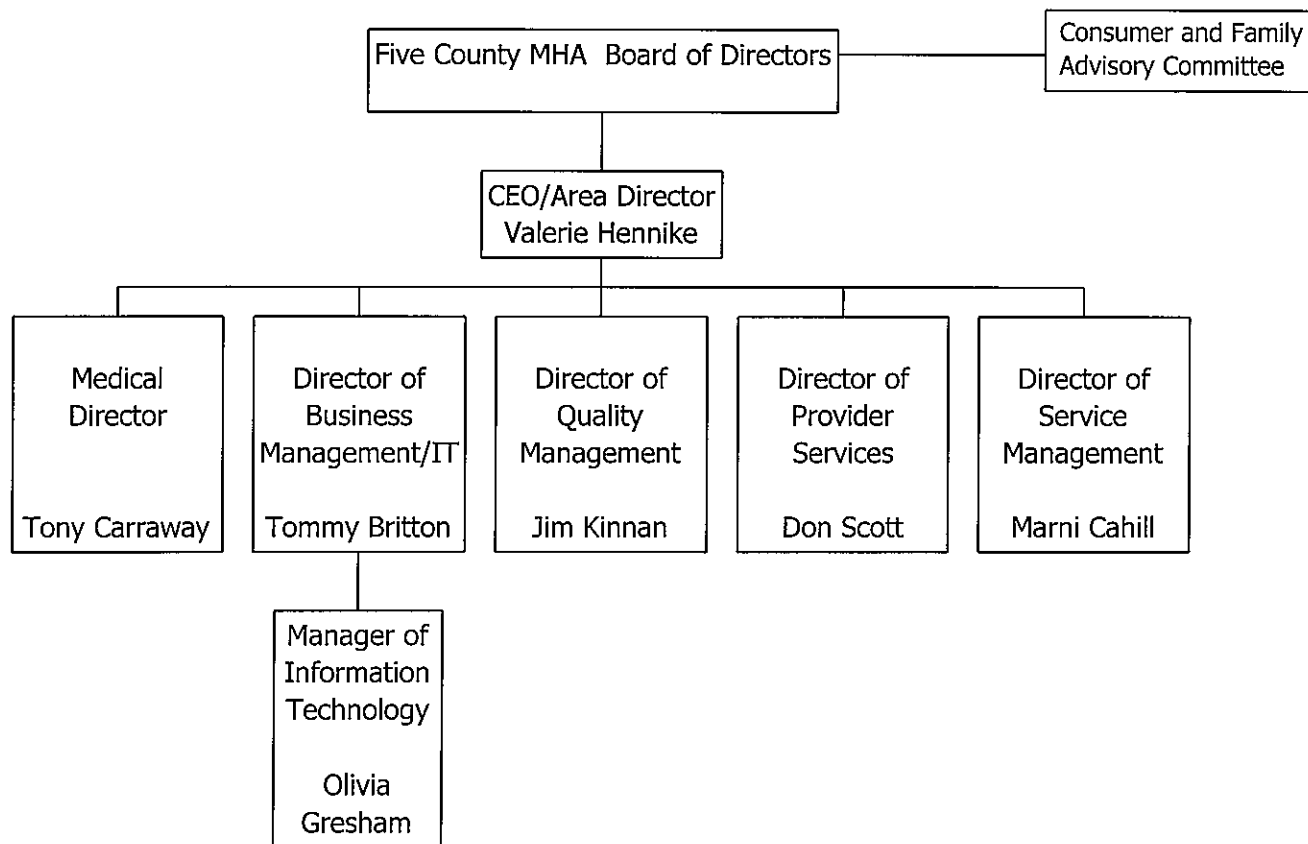 Five County MHA Board of Directors
Consumer and Family
Advisory Committee
CEO/Area Director
Valerie Hennike
Medical
Director
Tony Carraway
Director of
Business
Management/IT
Tommy Britton
Director of
Quality
Management
Jim Kinnan
Director of
Provider
Services
Don Scott
Director of
Service
Management
Marni Cahill
Manager of
Information
Technology
Olivia
Gresham